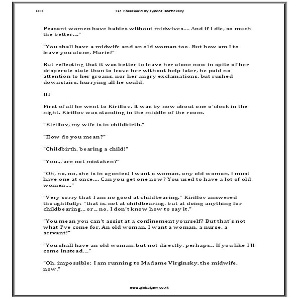 Peasant women have babies without midwives... And if I die, so much
the better..."
"You shall have a midwife and an old woman too. But how am I to
leave you alone, Marie?"
But reflecting that it was better to leave her alone now in spite of her
desperate state than to leave her without help later, he paid no
attention to her groans, nor her angry exclamations, but rushed
downstairs, hurrying all he could.
III
First of all he went to Kirillov. It was by now about one o'clock in the
night. Kirillov was standing in the middle of the room.
"Kirillov, my wife is in childbirth."
"How do you mean?"
"Childbirth, bearing a child!"
"You... are not mistaken?"
"Oh, no, no, she is in agonies! I want a woman, any old woman, I must
have one at once.... Can you get one now? You used to have a lot of old
women...."
"Very sorry that I am no good at childbearing," Kirillov answered
thoughtfully; "that is, not at childbearing, but at doing anything for
childbearing... or... no, I don't know how to say it."
"You mean you can't assist at a confinement yourself? But that's not
what I've come for. An old woman, I want a woman, a nurse, a
servant!"
"You shall have an old woman, but not directly, perhaps... If you like I'll
come instead...."
"Oh, impossible; I am running to Madame Virginsky, the midwife,
now."